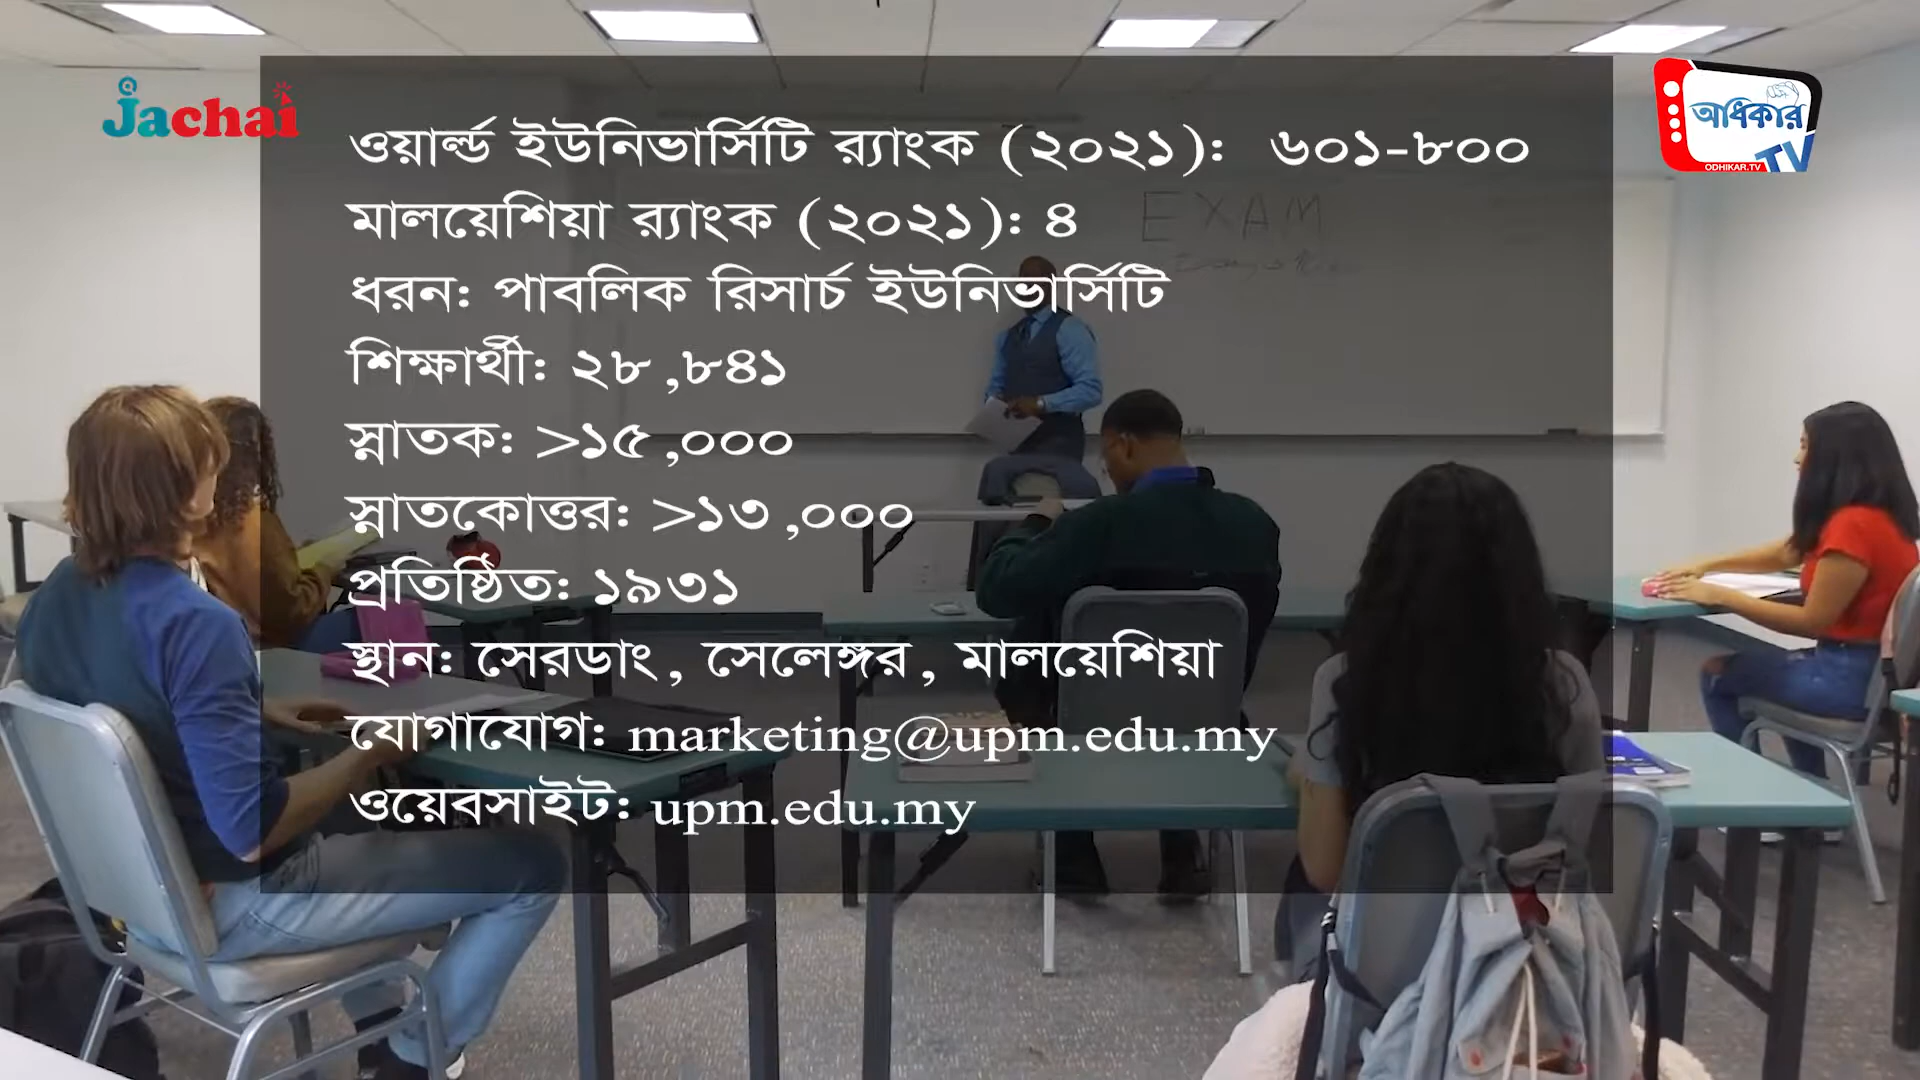 Jachai
অধিকার
TV
ODHIKAR.TV
ওয়ার্ল্ড ইউনিভার্সিটি র‍্যাংক (২০২১): ৬০১-৮০০
মালয়েশিয়া র‍্যাংক (২০২১): ৪
EXAM
ধরন: পাবলিক রিসার্চ ইউনিভার্সিটি
শিক্ষার্থী: ২৮,৮৪১
স্নাতক: >১৫,০০০
স্নাতকোত্তর: >১৩,০০০
প্রতিষ্ঠিত: ১৯৩১
স্থান: সেরডাং, সেলেঙ্গর, মালয়েশিয়া
যোগাযোগ: marketing@upm.edu.my
ওয়েবসাইট: upm.edu.my